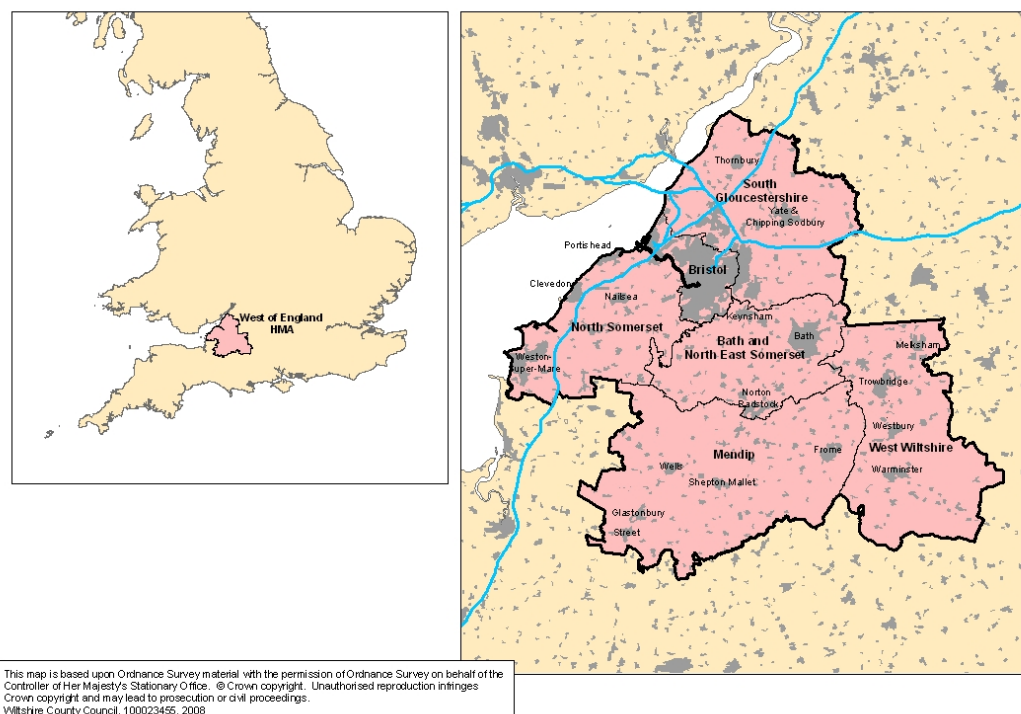 West of England
HMA
Thornbury
South
Gloucestershire
Yate &
Chipping Sodbury
Portishead
Bristol
Clevedon
Nailsea
North Somerset
Keynsham
Bath and
North East Somerset
Bath
Melksham
Weston-
Super-Mare
Trowbridge
Norton
Radstock
Westbury
West Wiltshire
Mendip
Frome
Wells
Warminster
Shepton Mallet
Glastonbury
Street
This map is based upon Ordnance Survey material with the permission of Ordnance Survey on behalf of the
Controller of Her Majesty's Stationary Office. © Crown copyright. Unauthorised reproduction infringes
Crown copyright and may lead to prosecution or civil proceedings.
Wiltshire County Council, 100023455, 2008